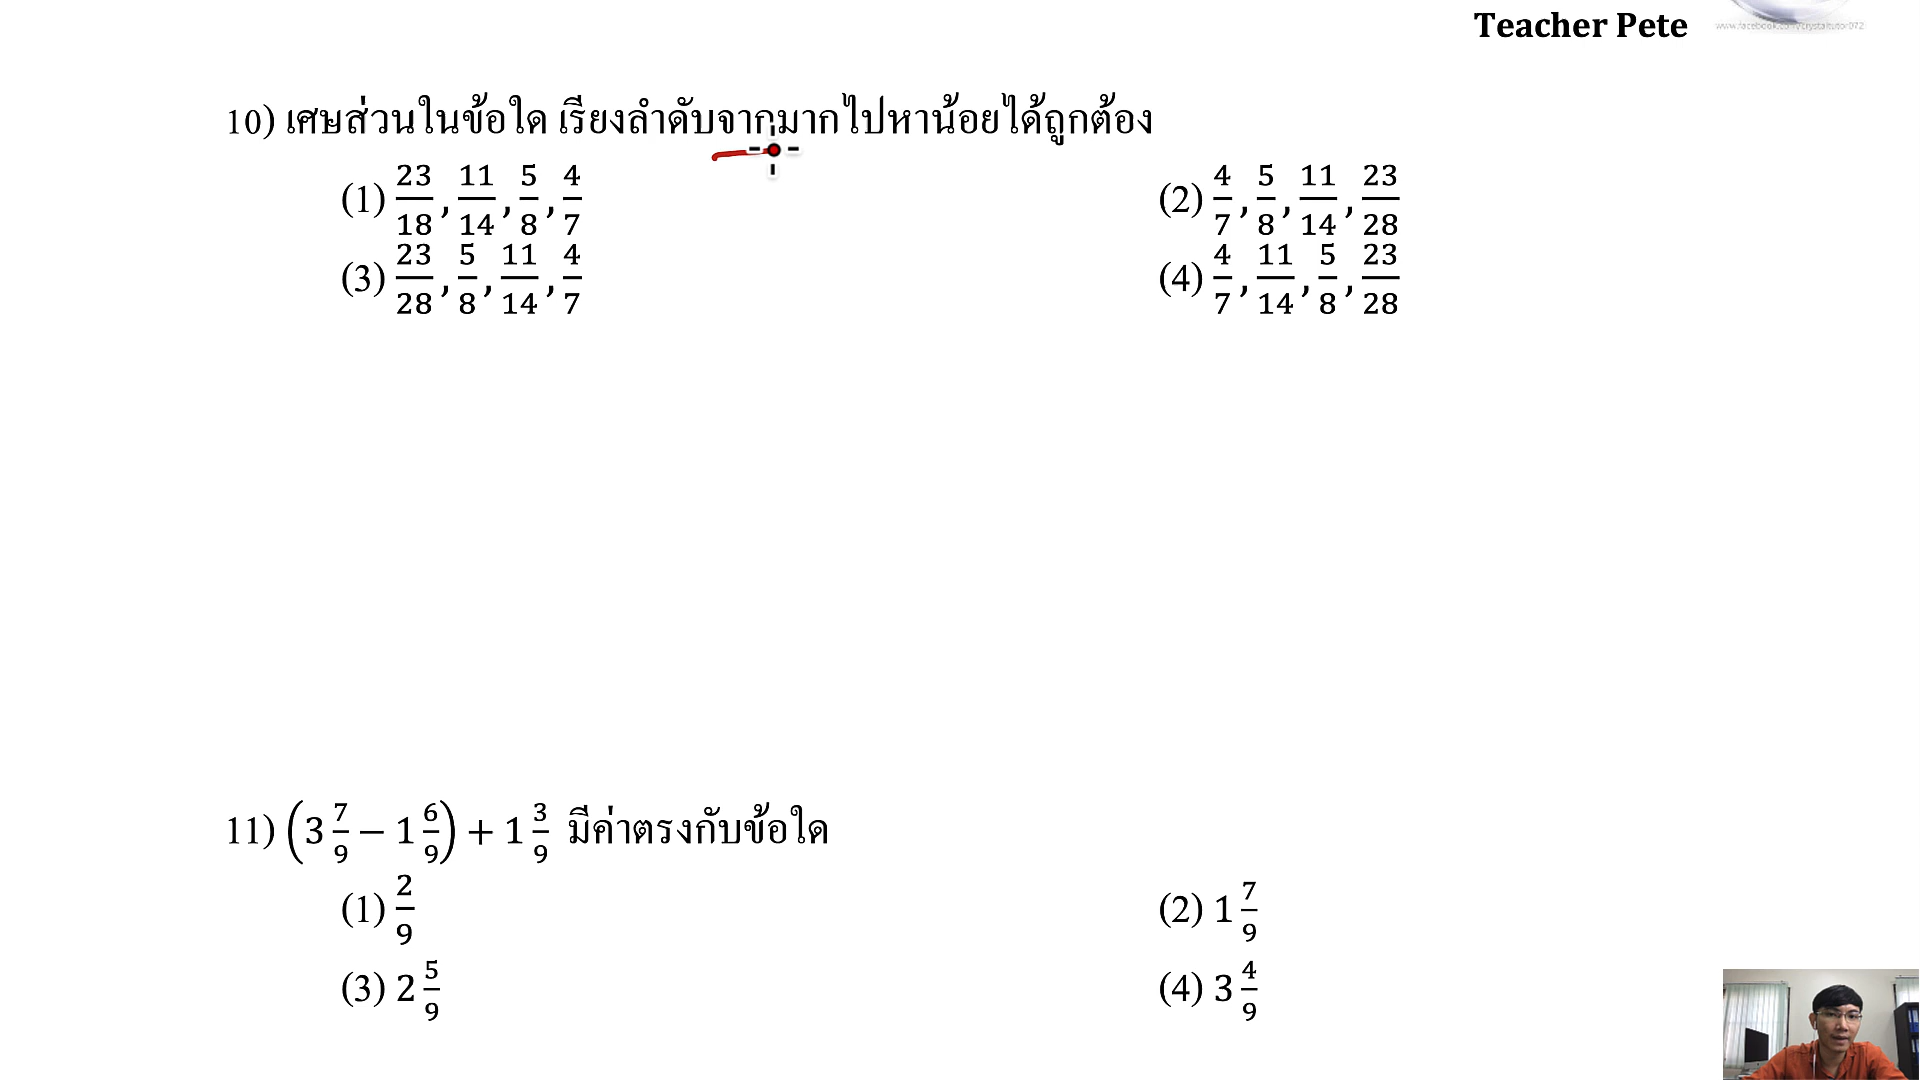 Teacher Pete
www.facebook.com/crystaltutor072
10) เศษส่วนในข้อใด เรียงลำดับจากมากไปหาน้อยได้ถูกต้อง
(1) 23/18, 11/14, 5/8, 4/7
(2) 4/7, 5/8, 11/14, 23/28
(3) 23/28, 5/8, 11/14, 4/7
(4) 4/7, 11/14, 5/8, 23/28
11) (3 7/9 − 1 6/9) + 1 3/9 มีค่าตรงกับข้อใด
(1) 2/9
(2) 1 7/9
(3) 2 5/9
(4) 3 4/9